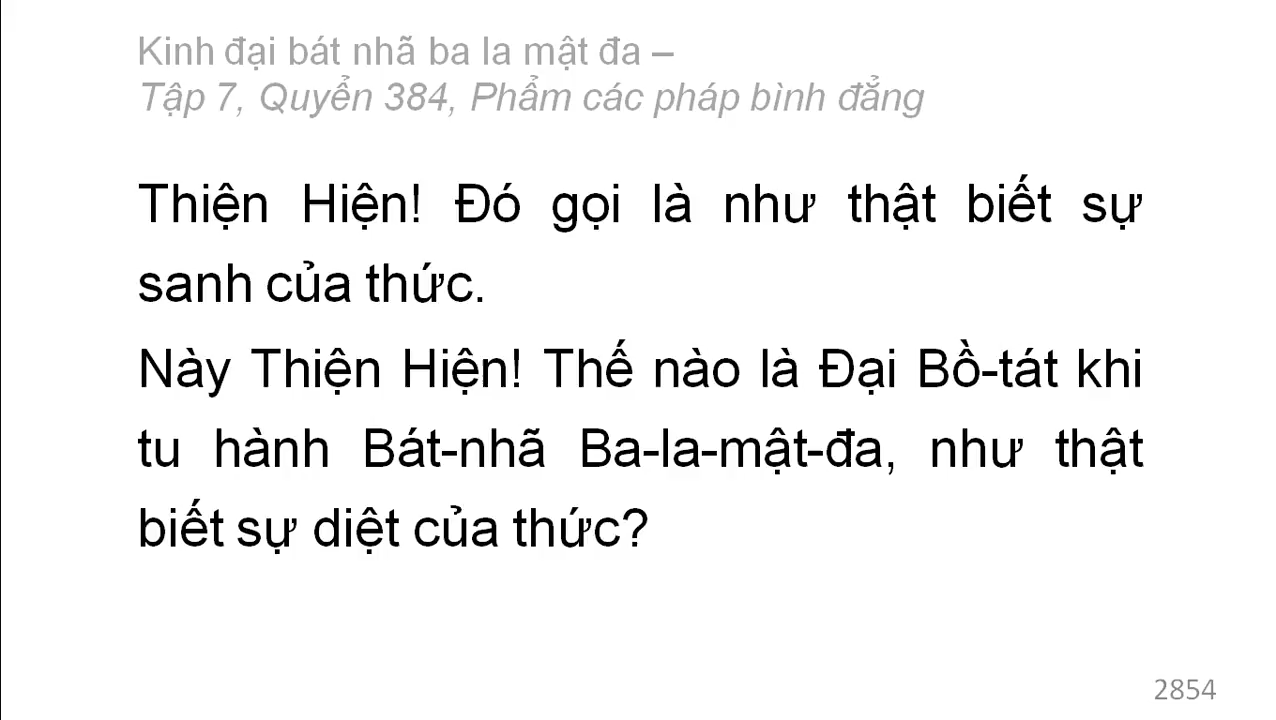 Kinh đại bát nhã ba la mật đa –
Tập 7, Quyển 384, Phẩm các pháp bình đẳng
Thiện Hiện! Đó gọi là như thật biết sự
sanh của thức.
Này Thiện Hiện! Thế nào là Đại Bồ-tát khi
tu hành Bát-nhã Ba-la-mật-đa, như thật
biết sự diệt của thức?
2854